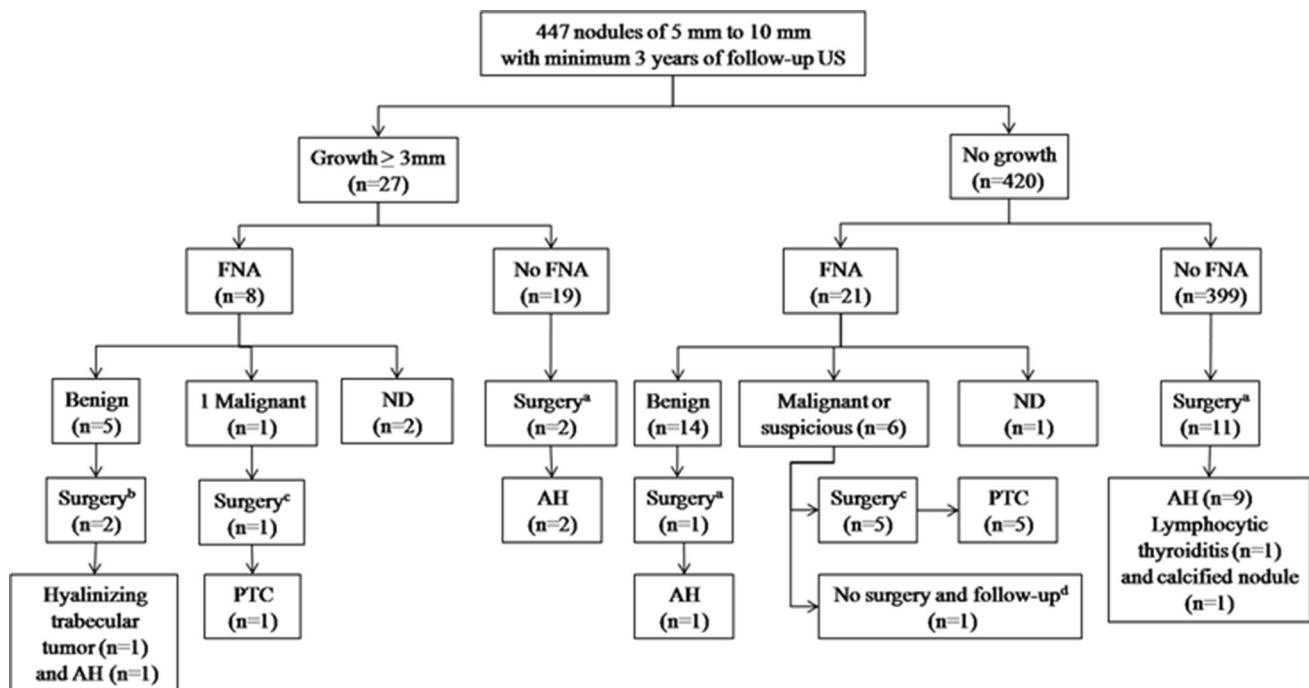 447 nodules of 5 mm to 10 mm
with minimum 3 years of follow-up US
Growth ≥ 3mm
(n=27)
No growth
(n=420)
FNA
(n=8)
No FNA
(n=19)
FNA
(n=21)
No FNA
(n=399)
Benign
(n=5)
1 Malignant
(n=1)
ND
(n=2)
Surgeryᵃ
(n=2)
Benign
(n=14)
Malignant or
suspicious (n=6)
ND
(n=1)
Surgeryᵃ
(n=11)
Surgeryᵇ
(n=2)
Surgeryᶜ
(n=1)
AH
(n=2)
Surgeryᵃ
(n=1)
Surgeryᶜ
(n=5)
PTC
(n=5)
AH (n=9)
Lymphocytic
thyroiditis (n=1)
and calcified nodule
(n=1)
Hyalinizing
trabecular
tumor (n=1)
and AH (n=1)
PTC
(n=1)
AH
(n=1)
No surgery and follow-upᵈ
(n=1)